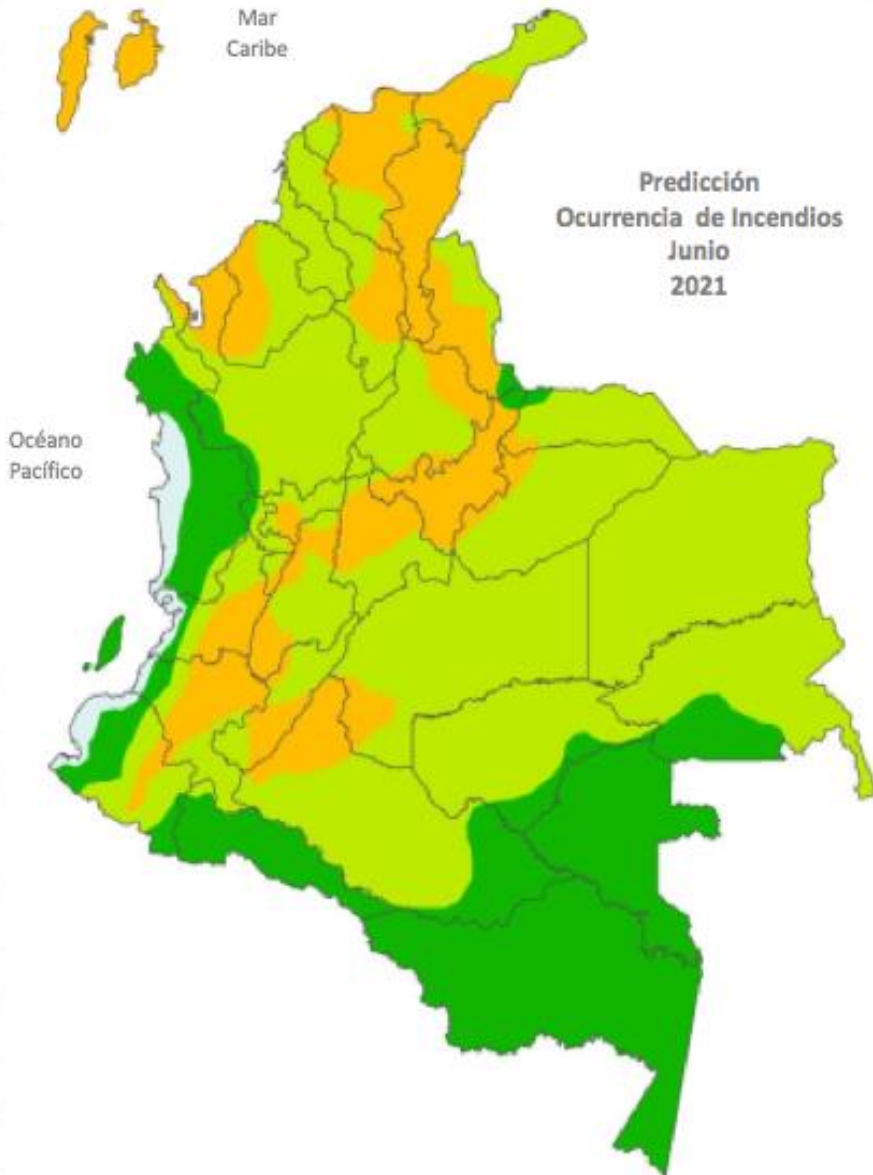 Mar
Caribe
Predicción
Ocurrencia de Incendios
Junio
2021
Océano
Pacífico